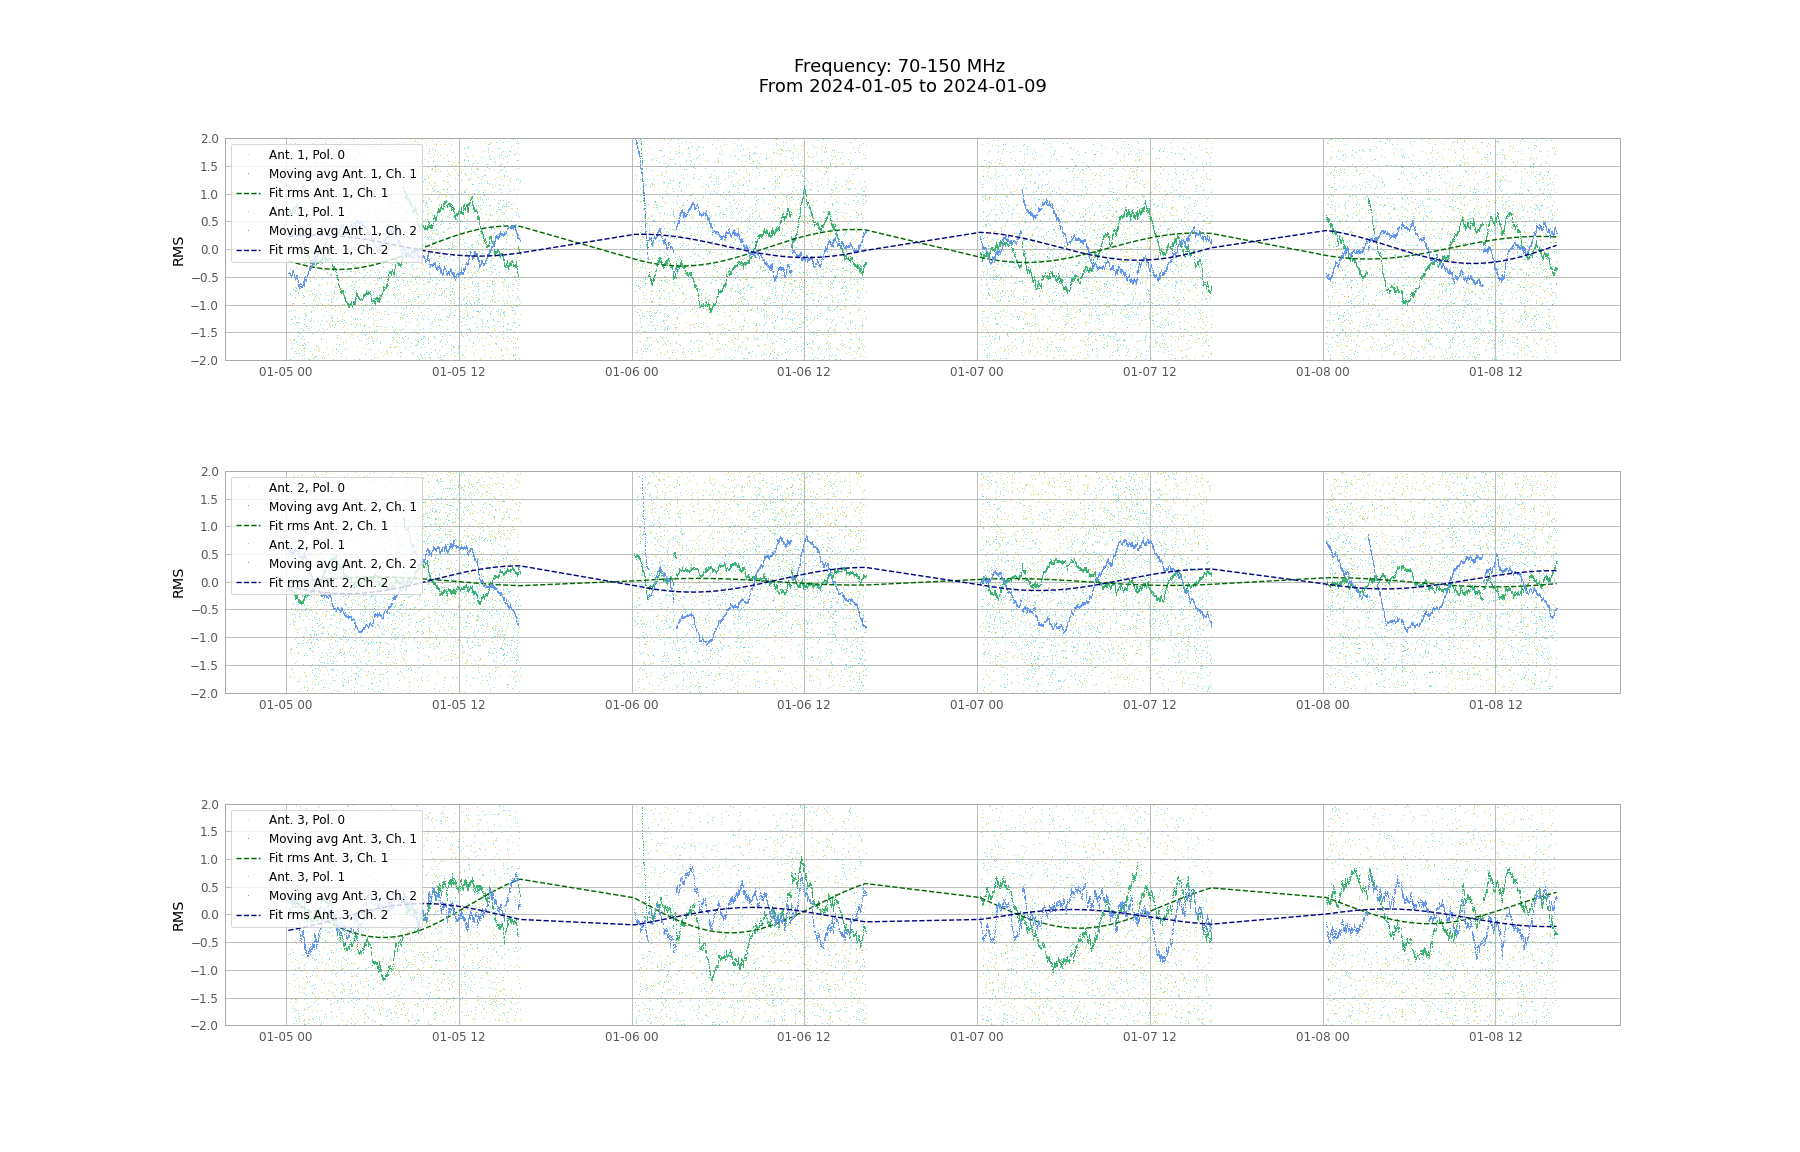 Frequency: 70-150 MHz
From 2024-01-05 to 2024-01-09
RMS
2.0
1.5
1.0
0.5
0.0
−0.5
−1.0
−1.5
−2.0
Ant. 1, Pol. 0
Moving avg Ant. 1, Ch. 1
Fit rms Ant. 1, Ch. 1
Ant. 1, Pol. 1
Moving avg Ant. 1, Ch. 2
Fit rms Ant. 1, Ch. 2
01-05 00 01-05 12 01-06 00 01-06 12 01-07 00 01-07 12 01-08 00 01-08 12
RMS
2.0
1.5
1.0
0.5
0.0
−0.5
−1.0
−1.5
−2.0
Ant. 2, Pol. 0
Moving avg Ant. 2, Ch. 1
Fit rms Ant. 2, Ch. 1
Ant. 2, Pol. 1
Moving avg Ant. 2, Ch. 2
Fit rms Ant. 2, Ch. 2
01-05 00 01-05 12 01-06 00 01-06 12 01-07 00 01-07 12 01-08 00 01-08 12
RMS
2.0
1.5
1.0
0.5
0.0
−0.5
−1.0
−1.5
−2.0
Ant. 3, Pol. 0
Moving avg Ant. 3, Ch. 1
Fit rms Ant. 3, Ch. 1
Ant. 3, Pol. 1
Moving avg Ant. 3, Ch. 2
Fit rms Ant. 3, Ch. 2
01-05 00 01-05 12 01-06 00 01-06 12 01-07 00 01-07 12 01-08 00 01-08 12